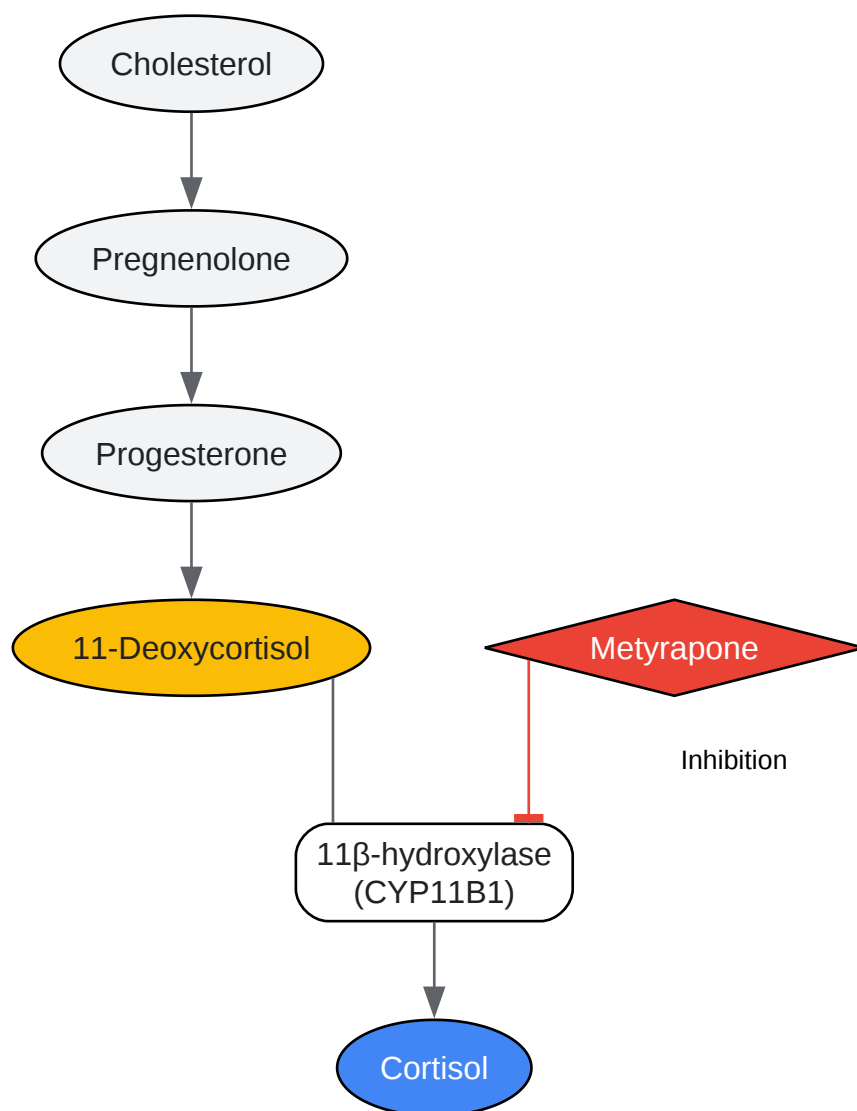 Cholesterol
Pregnenolone
Progesterone
11-Deoxycortisol
Metyrapone
Inhibition
11β-hydroxylase
(CYP11B1)
Cortisol